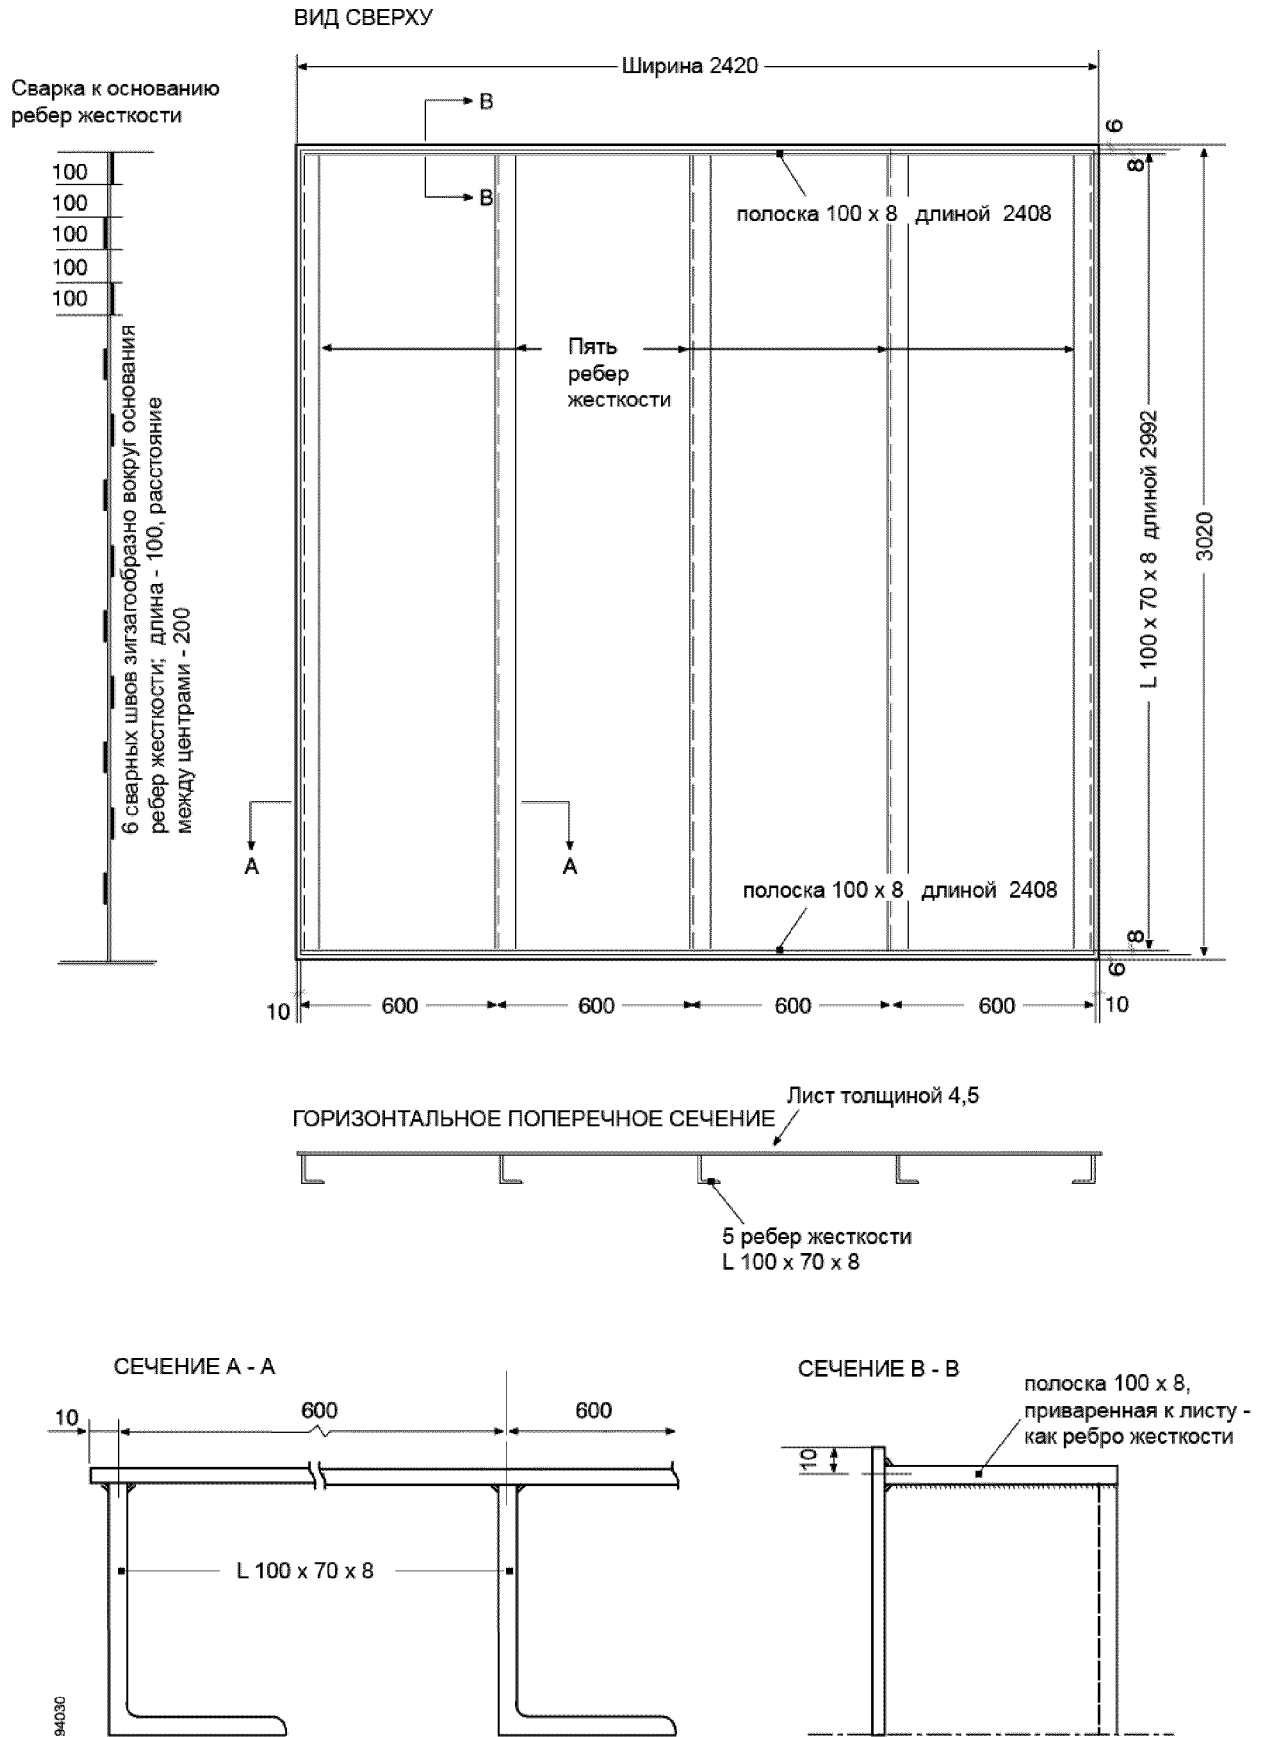 ВИД СВЕРХУ
Ширина 2420
Сварка к основанию
ребер жесткости
B
B
6
8
100
100
100
100
100
полоска 100 x 8 длиной 2408
Пять
ребер
жесткости
6 сварных швов зигзагообразно вокруг основания
ребер жесткости; длина - 100, расстояние
между центрами - 200
L 100 x 70 x 8 длиной 2992
3020
A
A
полоска 100 x 8 длиной 2408
8
6
10
600
600
600
600
10
Лист толщиной 4,5
ГОРИЗОНТАЛЬНОЕ ПОПЕРЕЧНОЕ СЕЧЕНИЕ
5 ребер жесткости
L 100 x 70 x 8
СЕЧЕНИЕ A - A
10
600
600
L 100 x 70 x 8
94030
СЕЧЕНИЕ B - B
полоска 100 x 8,
приваренная к листу -
как ребро жесткости
10